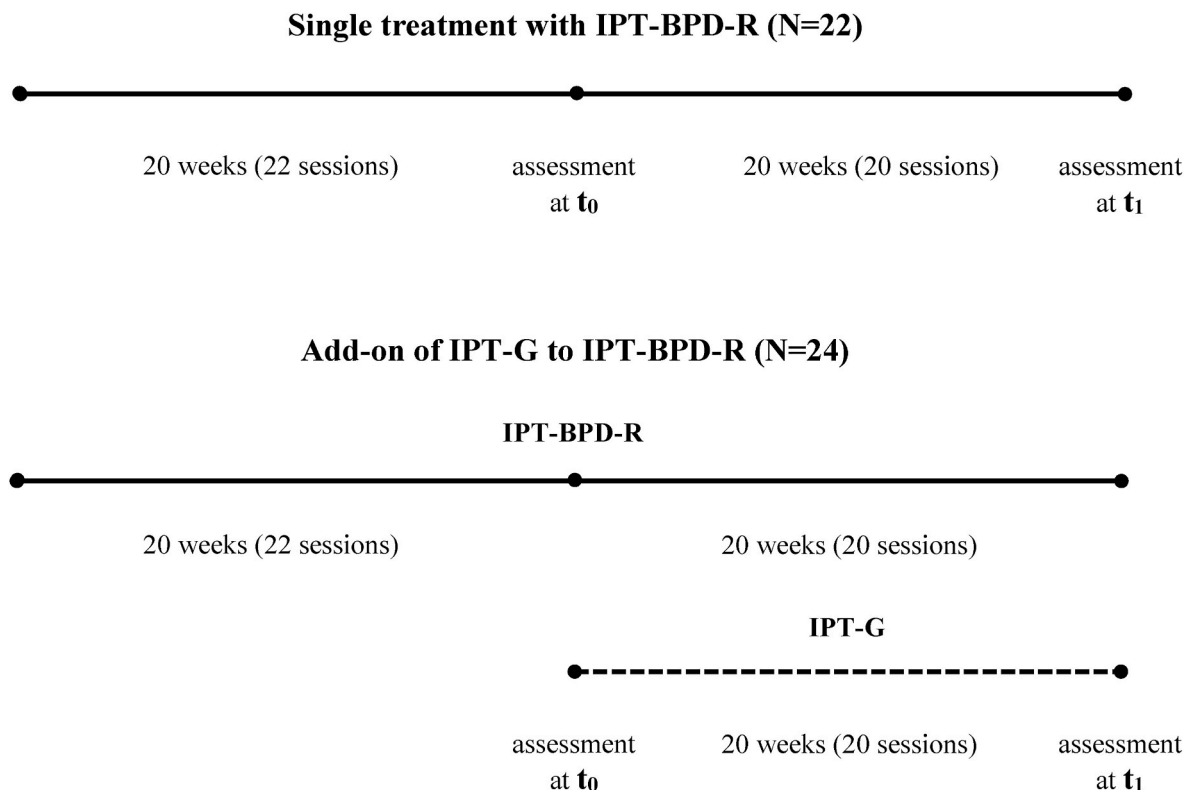 Single treatment with IPT-BPD-R (N=22)
20 weeks (22 sessions) assessment 20 weeks (20 sessions) assessment
at t0 at t1
Add-on of IPT-G to IPT-BPD-R (N=24)
IPT-BPD-R
20 weeks (22 sessions) 20 weeks (20 sessions)
IPT-G
assessment 20 weeks (20 sessions) assessment
at t0 at t1